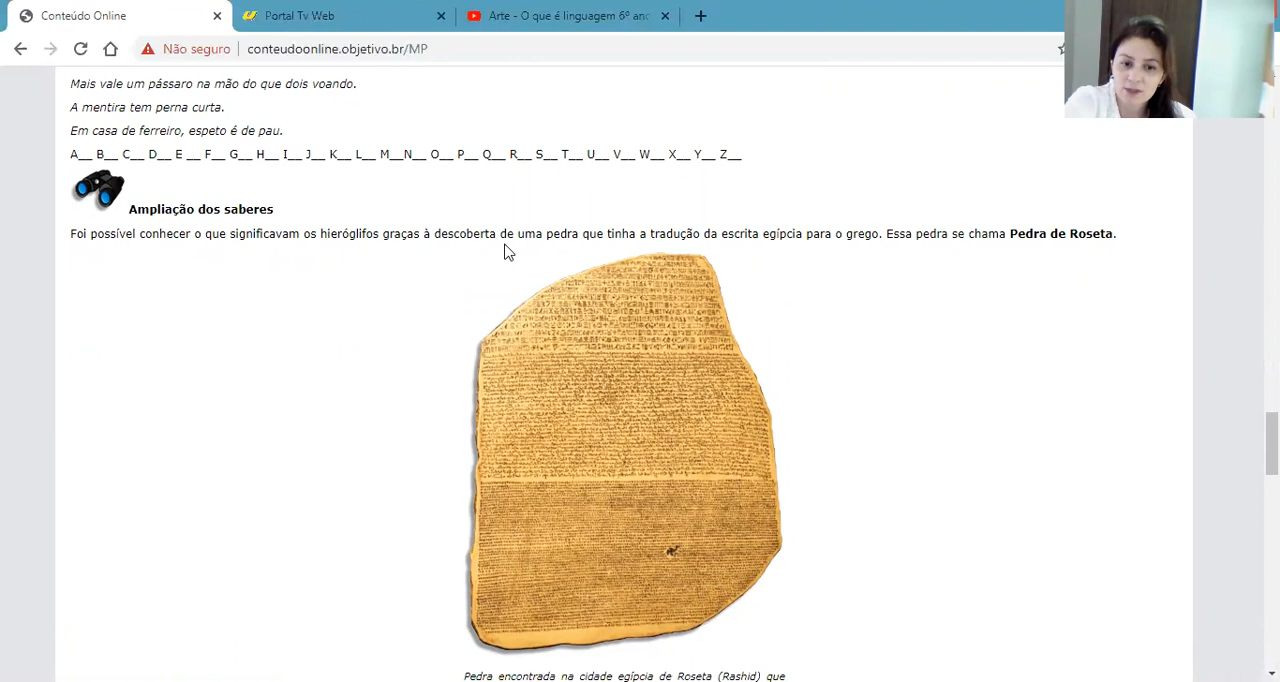 Conteúdo Online
Portal Tv Web
Arte - O que é linguagem 6º ano
Não seguro
conteudoonline.objetivo.br/MP
Mais vale um pássaro na mão do que dois voando.
A mentira tem perna curta.
Em casa de ferreiro, espeto é de pau.
A__ B__ C__ D__ E __ F__ G__ H__ I__ J__ K__ L__ M__N__ O__ P__ Q__ R__ S__ T__ U__ V__ W__ X__ Y__ Z__
Ampliação dos saberes
Foi possível conhecer o que significavam os hieróglifos graças à descoberta de uma pedra que tinha a tradução da escrita egípcia para o grego. Essa pedra se chama Pedra de Roseta.
Pedra encontrada na cidade egípcia de Roseta (Rashid) que